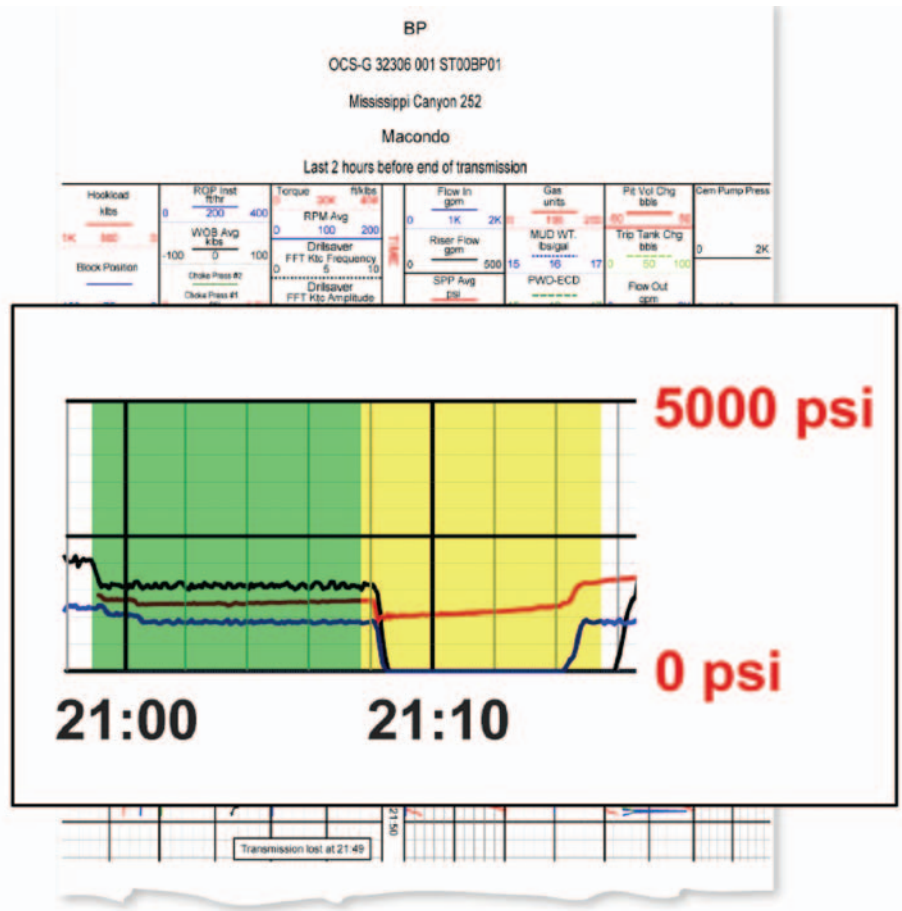 BP
OCS-G 32306 001 ST00BP01
Mississippi Canyon 252
Macondo
Last 2 hours before end of transmission
Hookload
klbs
Block Position
ROP Inst
ft/hr
0 200 400
WOB Avg
klbs
-100 0 100
Choke Press #2
Choke Press #1
Torque ft/klbs
RPM Avg
0 100 200
Drilsaver
FFT Ktc Frequency
0 5 10
Drilsaver
FFT Ktc Amplitude
TIME
Flow In
gpm
0 1K 2K
Riser Flow
gpm
0 500
SPP Avg
psi
Gas
units
0 100 200
MUD WT.
lbs/gal
15 16 17
PWD-ECD
Pit Vol Chg
bbls
Trip Tank Chg
bbls
0 50 100
Flow Out
gpm
Cem Pump Press
0 2K
5000 psi
0 psi
21:00 21:10
21:50
Transmission lost at 21:49